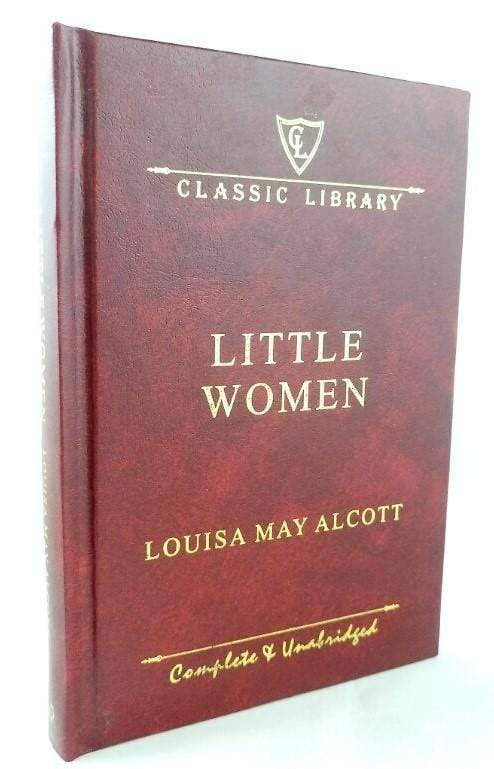 CL
CLASSIC LIBRARY
LITTLE
WOMEN
LOUISA MAY ALCOTT
Complete & Unabridged